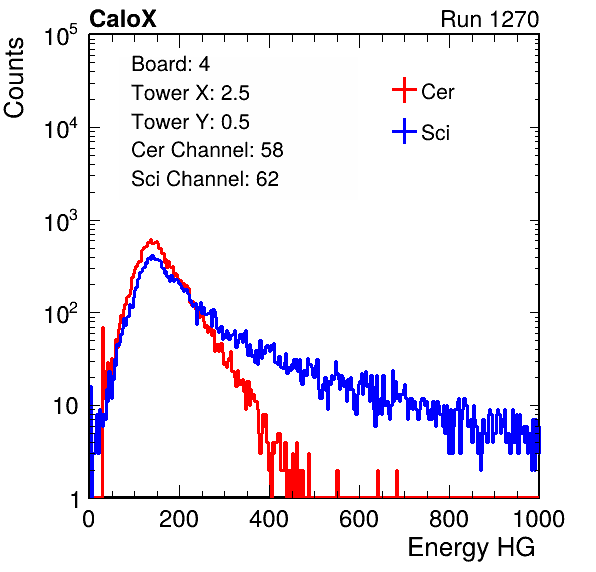 CaloX Run 1270
Counts
10^5
10^4
10^3
10^2
10
1
Board: 4
Tower X: 2.5
Tower Y: 0.5
Cer Channel: 58
Sci Channel: 62
Cer
Sci
0 200 400 600 800 1000
Energy HG